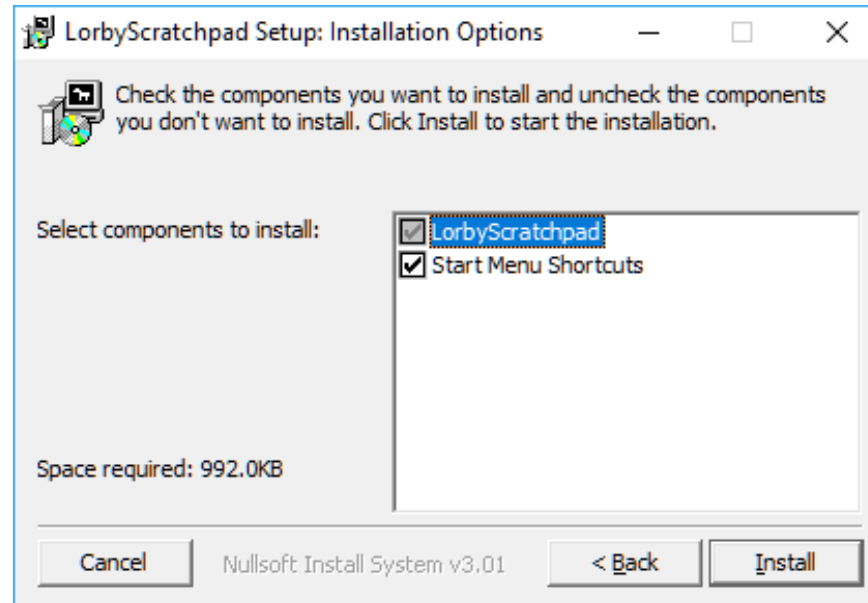 LorbyScratchpad Setup: Installation Options
Check the components you want to install and uncheck the components
you don't want to install. Click Install to start the installation.
Select components to install:
LorbyScratchpad
Start Menu Shortcuts
Space required: 992.0KB
Cancel
Nullsoft Install System v3.01
< Back
Install